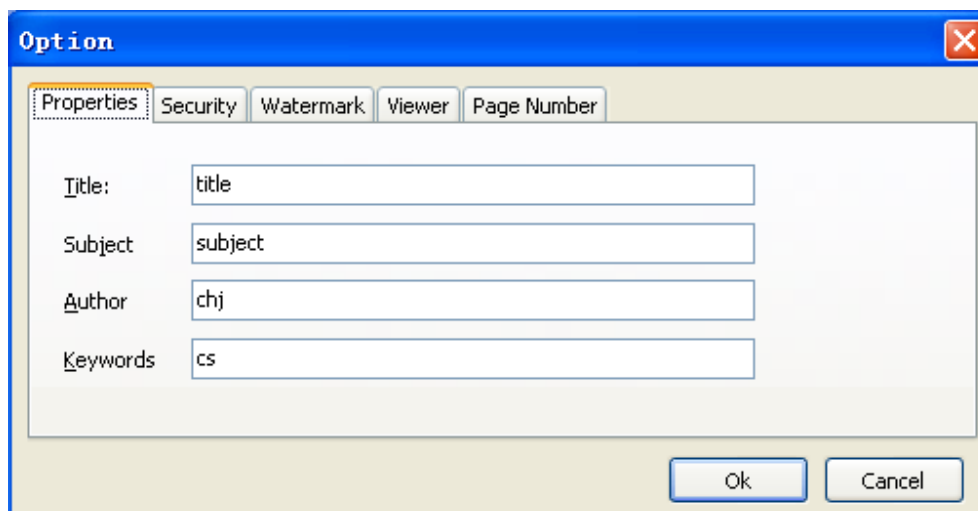 Option
Properties Security Watermark Viewer Page Number
Title: title
Subject subject
Author chj
Keywords cs
Ok Cancel